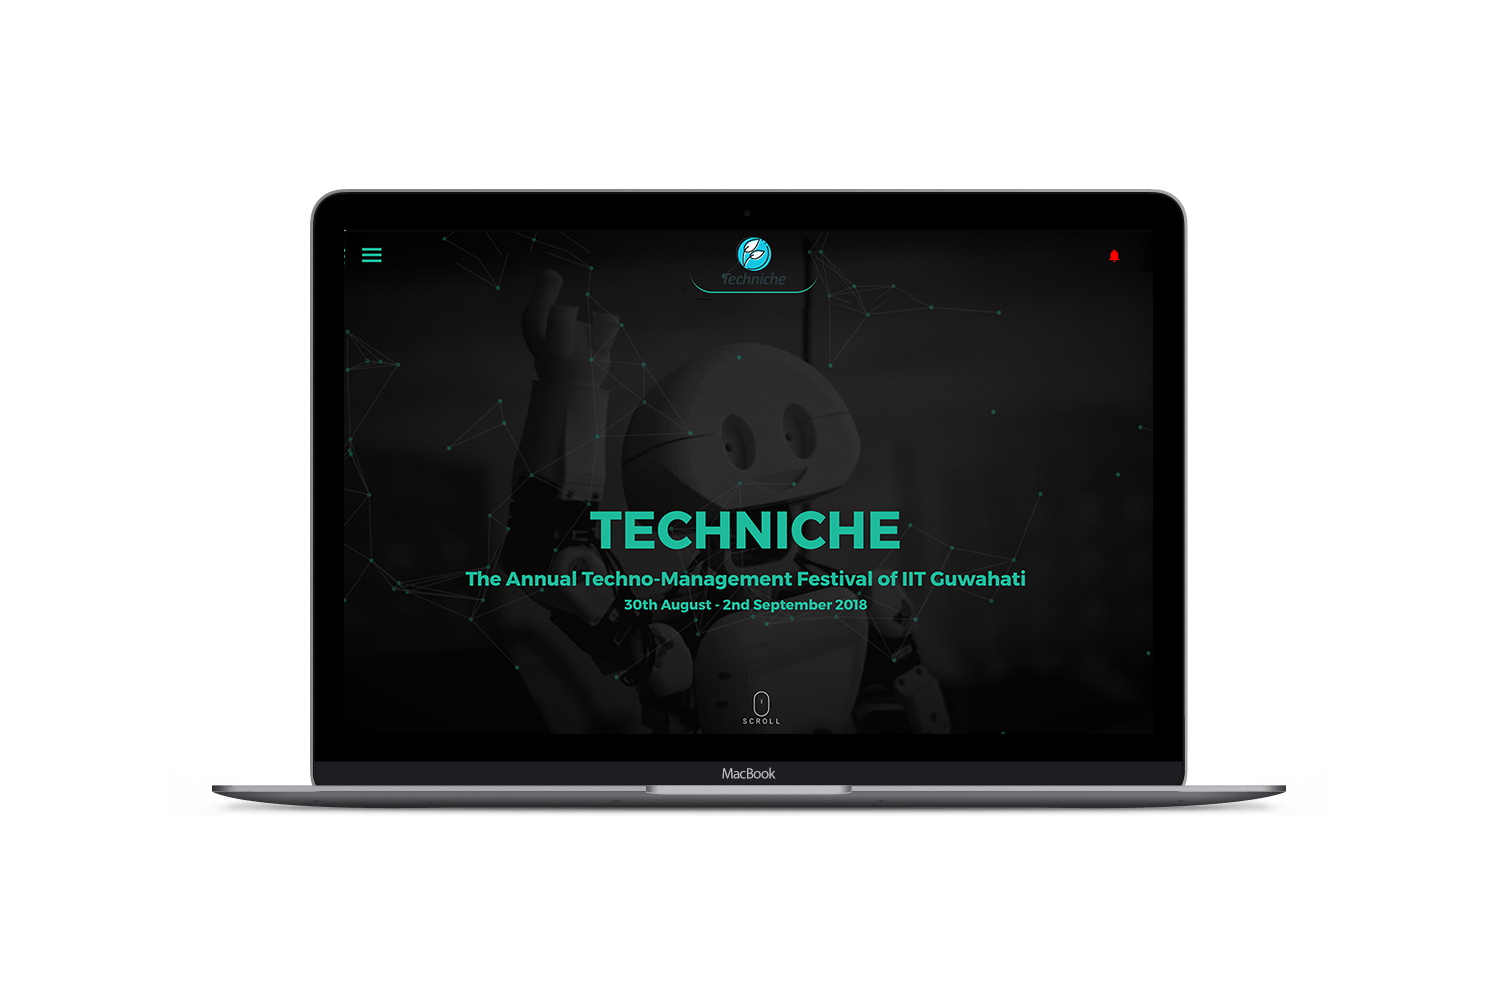 Techniche
TECHNICHE
The Annual Techno-Management Festival of IIT Guwahati
30th August - 2nd September 2018
SCROLL
MacBook